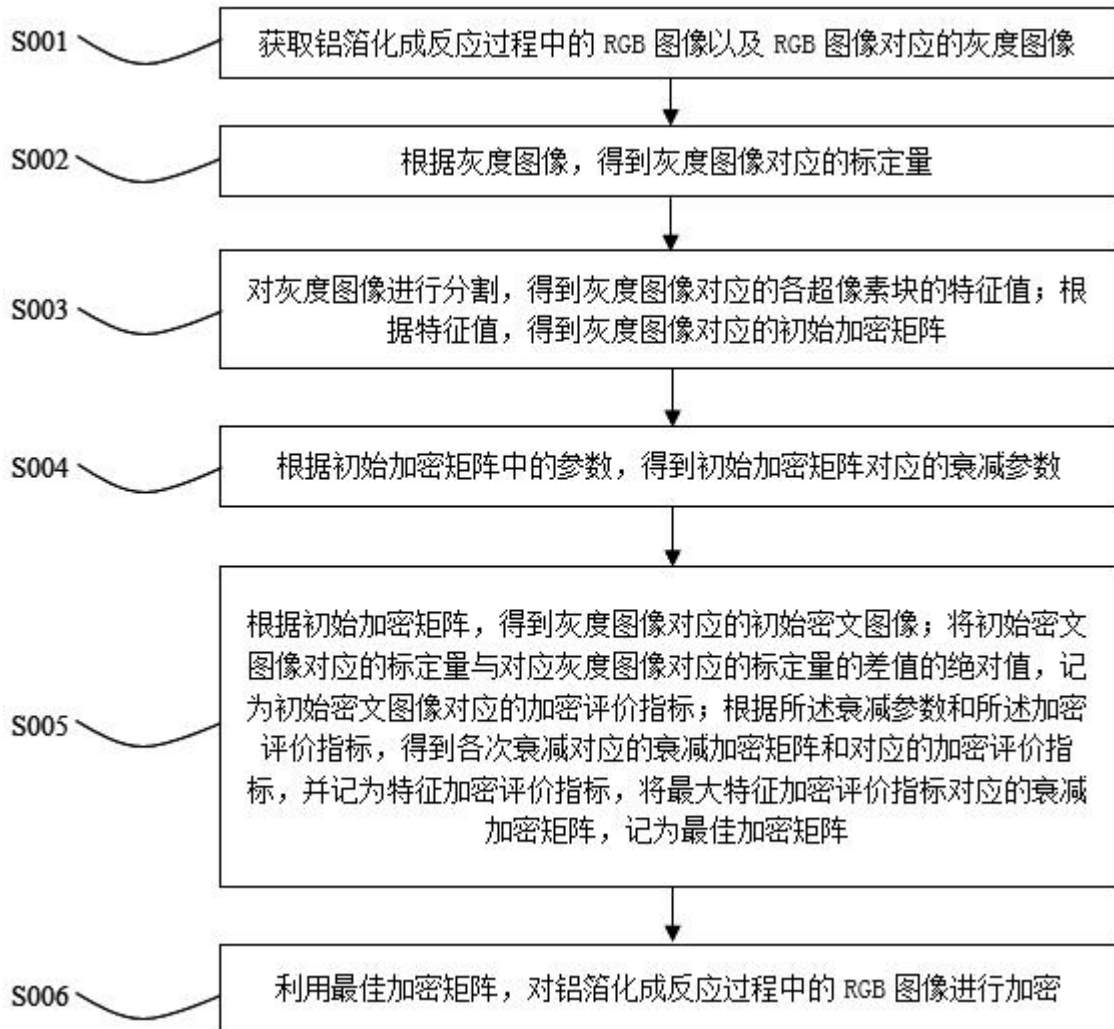 S001
获取铝箔化成反应过程中的 RGB 图像以及 RGB 图像对应的灰度图像
S002
根据灰度图像，得到灰度图像对应的标定量
S003
对灰度图像进行分割，得到灰度图像对应的各超像素块的特征值；根
据特征值，得到灰度图像对应的初始加密矩阵
S004
根据初始加密矩阵中的参数，得到初始加密矩阵对应的衰减参数
S005
根据初始加密矩阵，得到灰度图像对应的初始密文图像；将初始密文
图像对应的标定量与对应灰度图像对应的标定量的差值的绝对值，记
为初始密文图像对应的加密评价指标；根据所述衰减参数和所述加密
评价指标，得到各次衰减对应的衰减加密矩阵和对应的加密评价指
标，并记为特征加密评价指标，将最大特征加密评价指标对应的衰减
加密矩阵，记为最佳加密矩阵
S006
利用最佳加密矩阵，对铝箔化成反应过程中的 RGB 图像进行加密